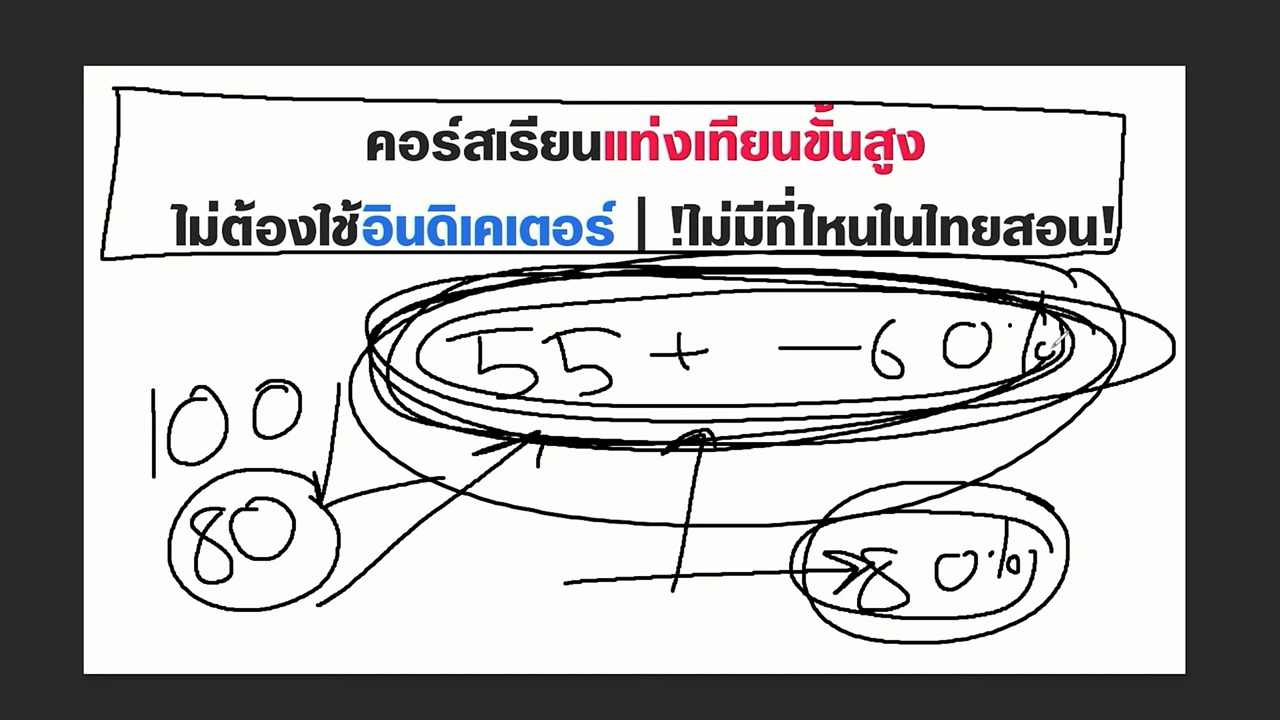 คอร์สเรียนแท่งเทียนขั้นสูง
ไม่ต้องใช้อินดิเคเตอร์ | !ไม่มีที่ไหนในไทยสอน!
55 + - 60%
100
80
80%